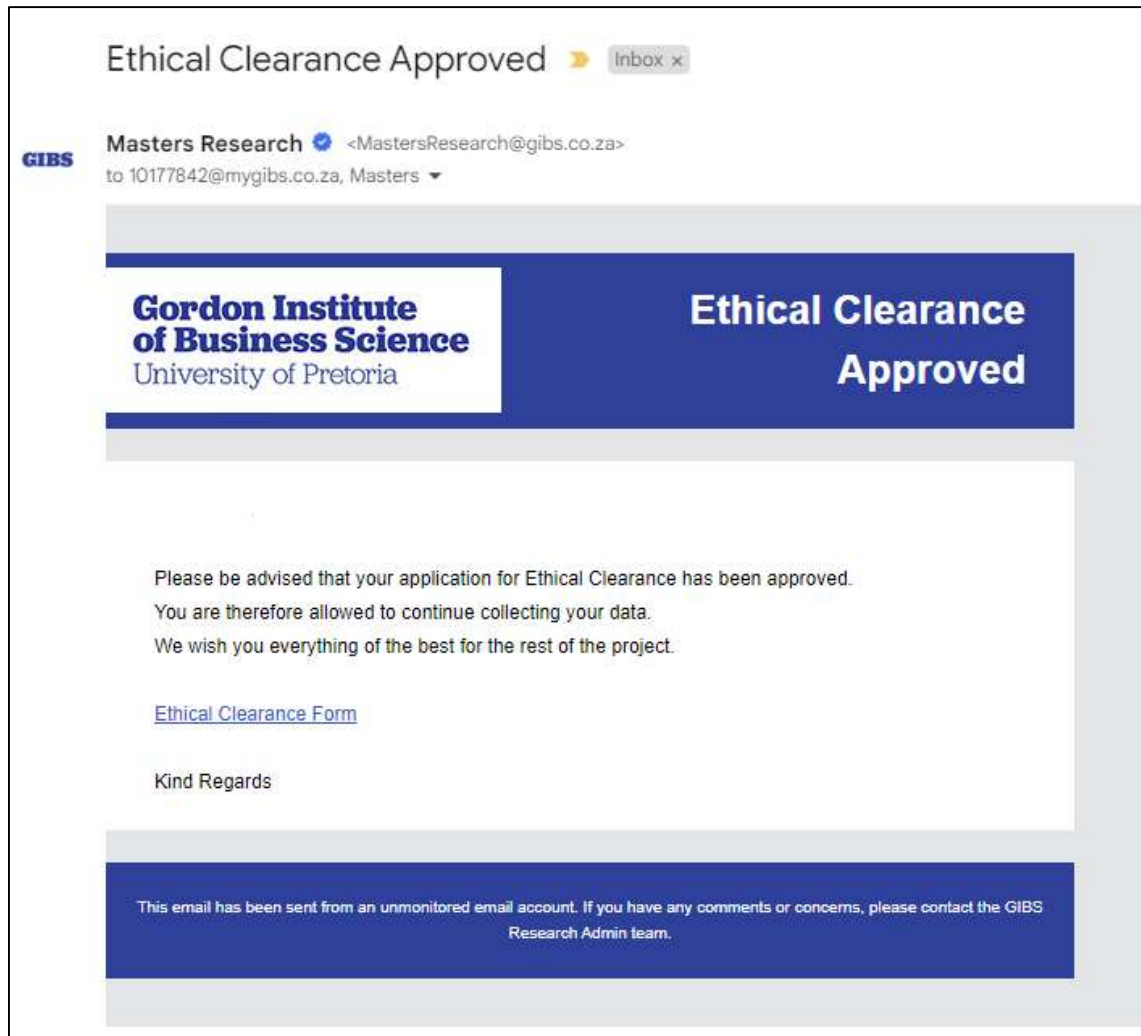 Ethical Clearance Approved Inbox x
Masters Research <MastersResearch@gibs.co.za>
GIBS
to 10177842@mygibs.co.za, Masters
Gordon Institute
of Business Science
University of Pretoria
Ethical Clearance
Approved
Please be advised that your application for Ethical Clearance has been approved.
You are therefore allowed to continue collecting your data.
We wish you everything of the best for the rest of the project.
Ethical Clearance Form
Kind Regards
This email has been sent from an unmonitored email account. If you have any comments or concerns, please contact the GIBS
Research Admin team.